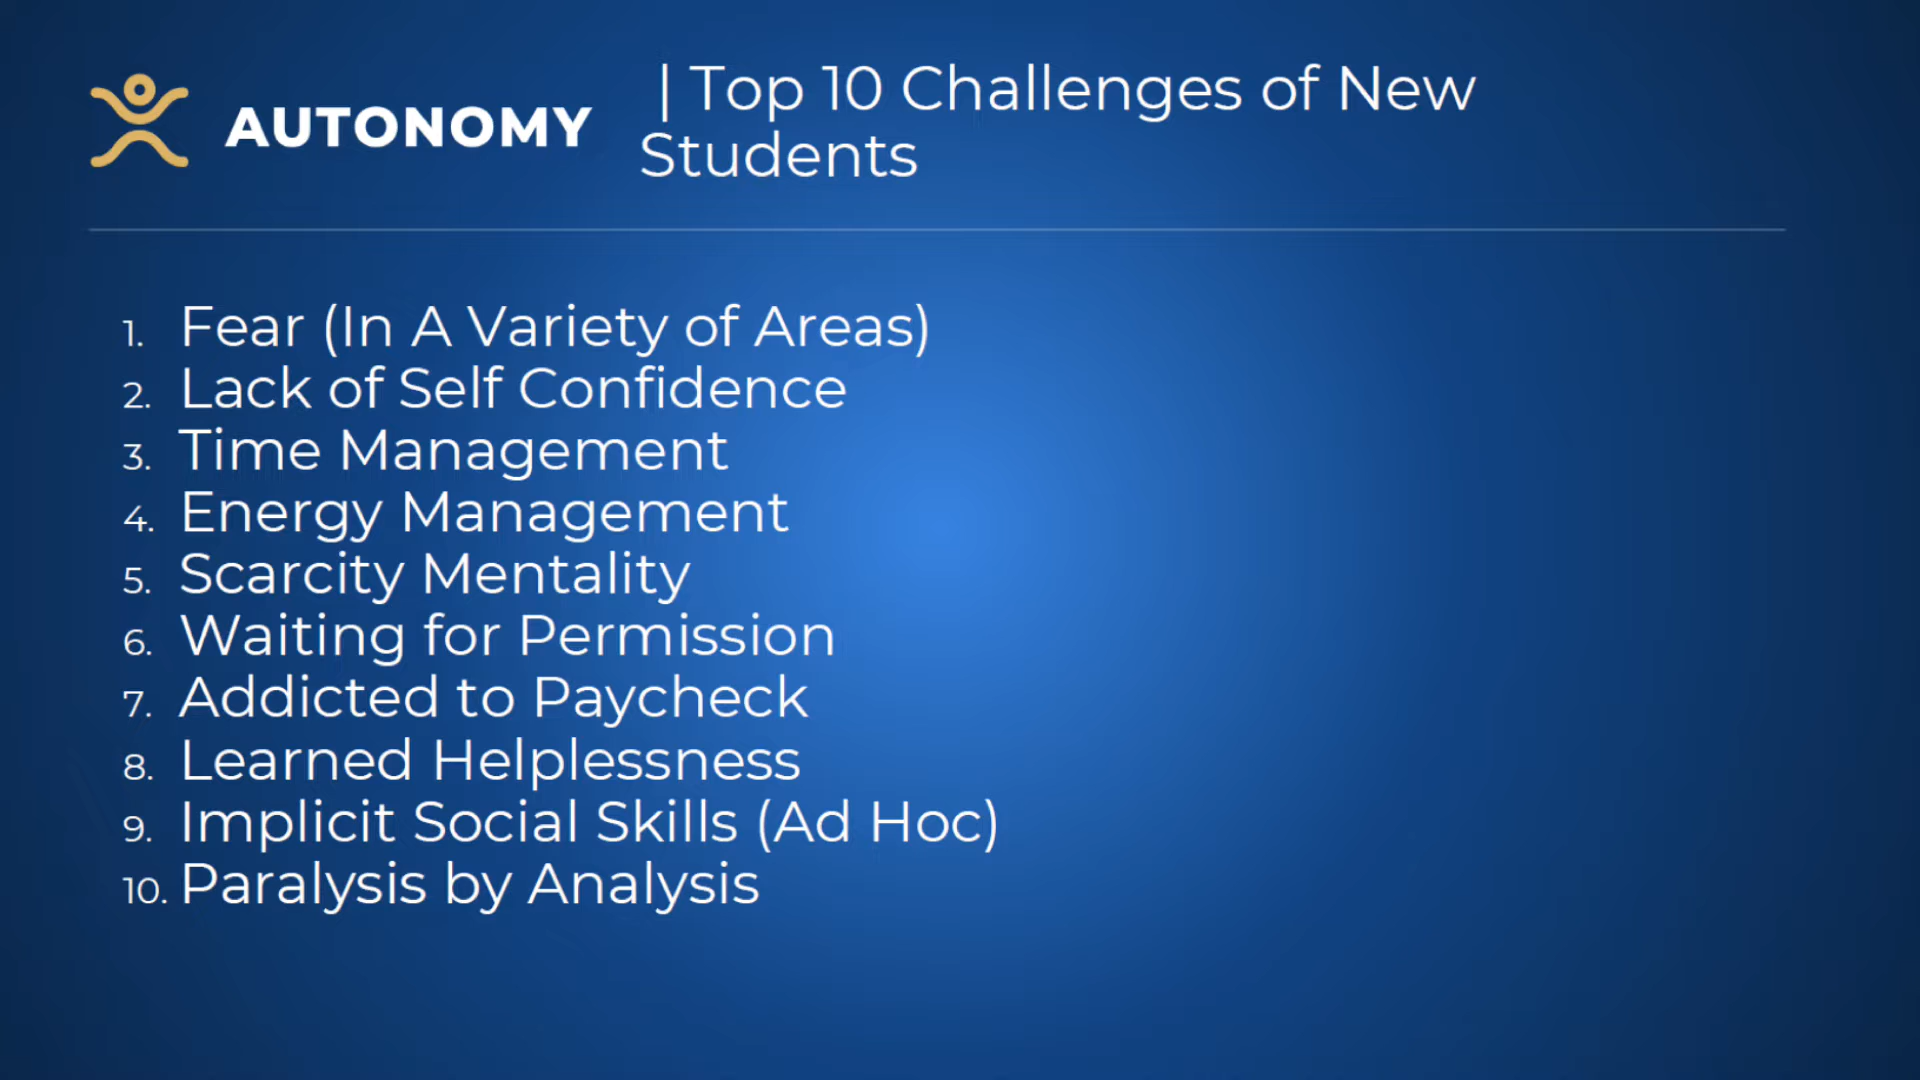 AUTONOMY
| Top 10 Challenges of New
Students
1. Fear (In A Variety of Areas)
2. Lack of Self Confidence
3. Time Management
4. Energy Management
5. Scarcity Mentality
6. Waiting for Permission
7. Addicted to Paycheck
8. Learned Helplessness
9. Implicit Social Skills (Ad Hoc)
10. Paralysis by Analysis